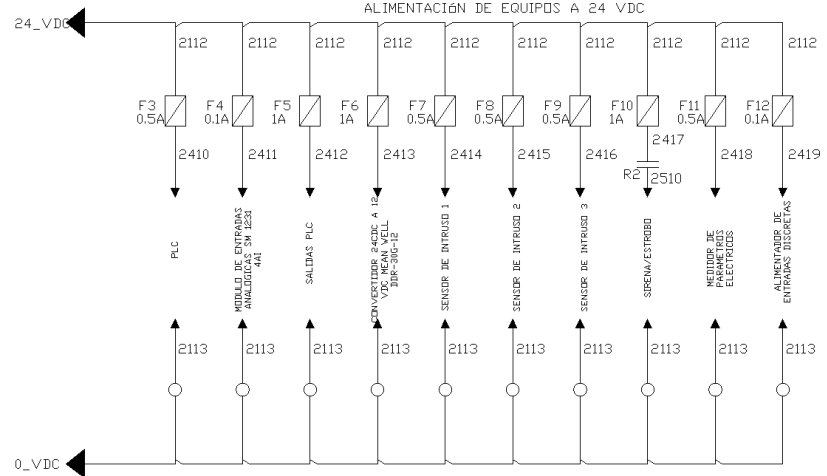 ALIMENTACIóN DE EQUIPOS A 24 VDC
24_VDC
2112 2112 2112 2112 2112 2112 2112 2112 2112 2112
F3 F4 F5 F6 F7 F8 F9 F10 F11 F12
0.5A 0.1A 1A 1A 0.5A 0.5A 0.5A 1A 0.5A 0.1A
2417
2410 2411 2412 2413 2414 2415 2416 2418 2419
R2 2510
PLC
MODULO DE ENTRADAS
ANALOGICAS SM 1231
4AI
SALIDAS PLC
CONVERTIDOR 24CDC A 12
VDC MEAN WELL
DDR-30G-12
SENSOR DE INTRUSO 1
SENSOR DE INTRUSO 2
SENSOR DE INTRUSO 3
SIRENA/ESTROBO
MEDIDOR DE
PARAMETROS
ELECTRICOS
ALIMENTADOR DE
ENTRADAS DISCRETAS
2113 2113 2113 2113 2113 2113 2113 2113 2113 2113
0_VDC